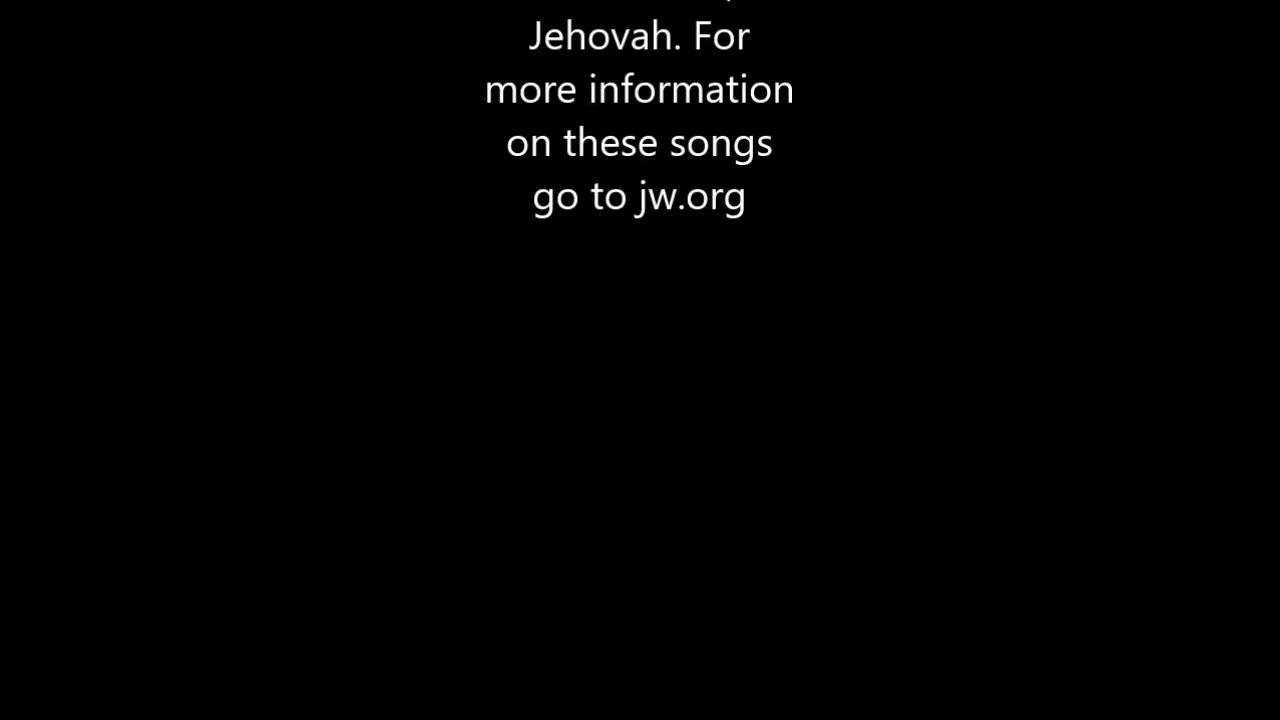 Jehovah. For
more information
on these songs
go to jw.org